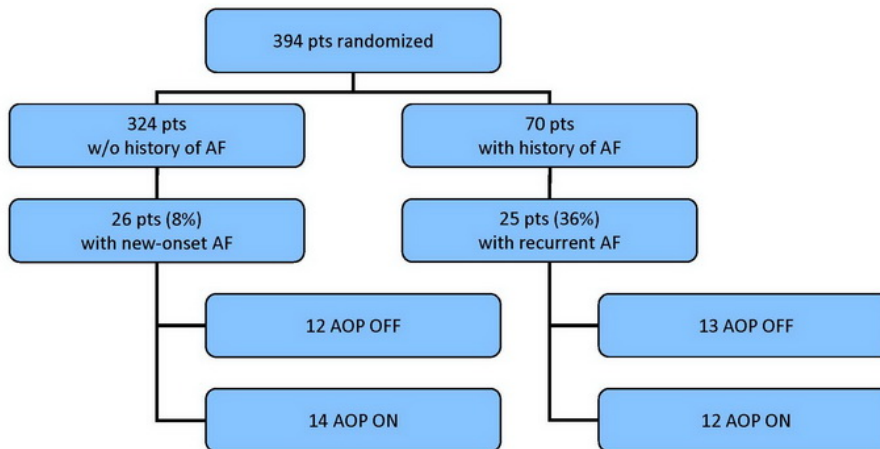 394 pts randomized
324 pts
w/o history of AF
70 pts
with history of AF
26 pts (8%)
with new-onset AF
25 pts (36%)
with recurrent AF
12 AOP OFF
13 AOP OFF
14 AOP ON
12 AOP ON